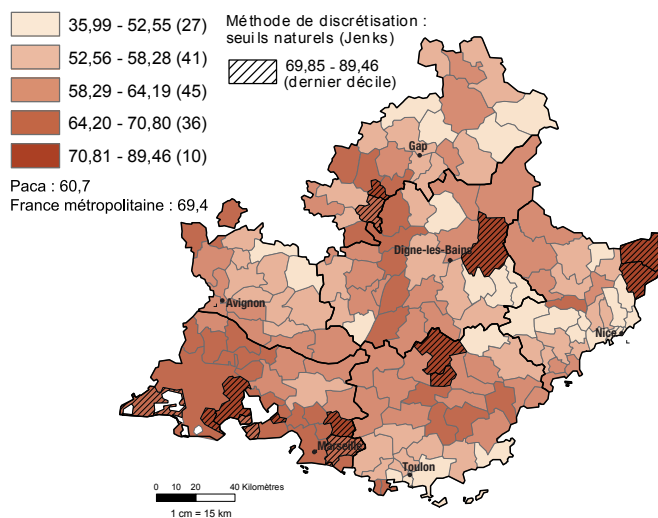 35,99 - 52,55 (27)
52,56 - 58,28 (41)
58,29 - 64,19 (45)
64,20 - 70,80 (36)
70,81 - 89,46 (10)
Paca : 60,7
France métropolitaine : 69,4
Méthode de discrétisation :
seuils naturels (Jenks)
69,85 - 89,46
(dernier décile)
Gap
Digne-les-Bains
Avignon
Nice
Marseille
Toulon
0 10 20 40 Kilomètres
1 cm = 15 km